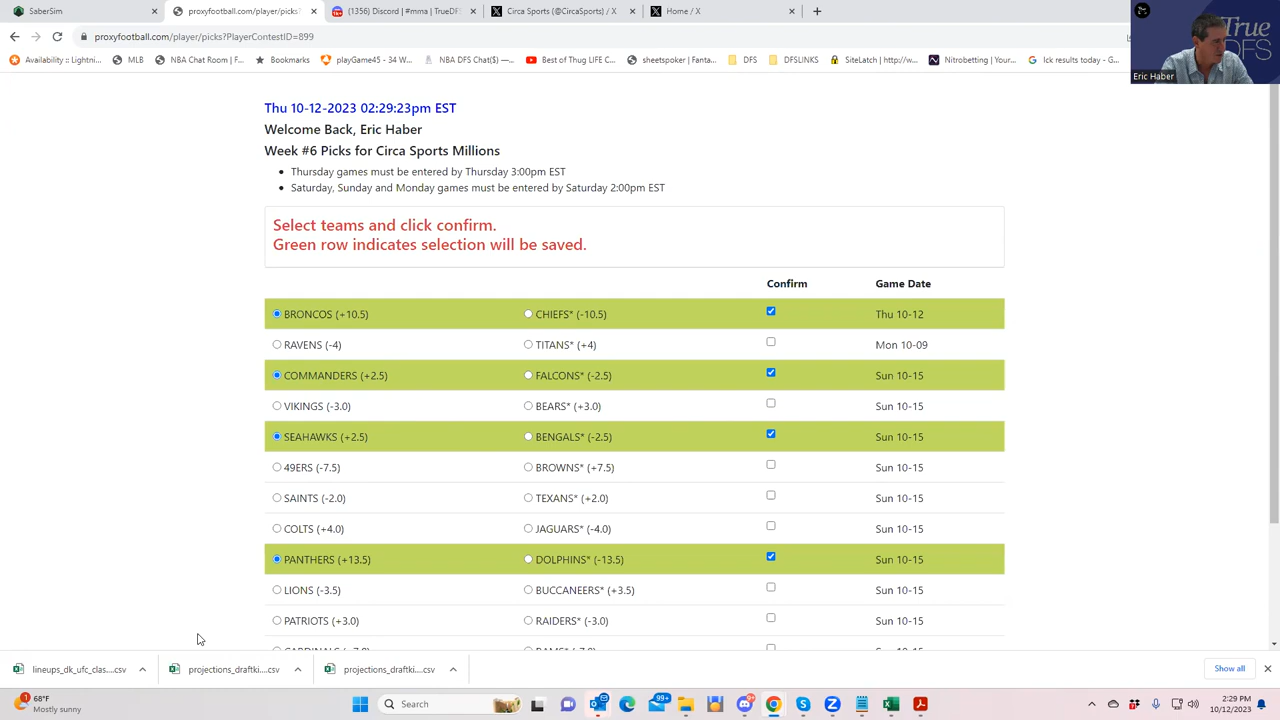 SaberSim
proxyfootball.com/player/picks?
(1356) Discord | #mma | TrueDFS
Circa Sports (@CircaSports) / X
Home / X
proxyfootball.com/player/picks?PlayerContestID=899
Availability :: Lightni...
MLB
NBA Chat Room | F...
Bookmarks
playGame45 - 34 W...
NBA DFS Chat($) —...
Best of Thug LIFE C...
sheetspoker | Fanta...
DFS
DFSLINKS
SiteLatch | http://w...
Nitrobetting | Your...
Ick results today - G...
True
DFS
Eric Haber
Thu 10-12-2023 02:29:23pm EST
Welcome Back, Eric Haber
Week #6 Picks for Circa Sports Millions
Thursday games must be entered by Thursday 3:00pm EST
Saturday, Sunday and Monday games must be entered by Saturday 2:00pm EST
Select teams and click confirm.
Green row indicates selection will be saved.
Confirm Game Date
BRONCOS (+10.5) CHIEFS* (-10.5) Thu 10-12
RAVENS (-4) TITANS* (+4) Mon 10-09
COMMANDERS (+2.5) FALCONS* (-2.5) Sun 10-15
VIKINGS (-3.0) BEARS* (+3.0) Sun 10-15
SEAHAWKS (+2.5) BENGALS* (-2.5) Sun 10-15
49ERS (-7.5) BROWNS* (+7.5) Sun 10-15
SAINTS (-2.0) TEXANS* (+2.0) Sun 10-15
COLTS (+4.0) JAGUARS* (-4.0) Sun 10-15
PANTHERS (+13.5) DOLPHINS* (-13.5) Sun 10-15
LIONS (-3.5) BUCCANEERS* (+3.5) Sun 10-15
PATRIOTS (+3.0) RAIDERS* (-3.0) Sun 10-15
lineups_dk_ufc_clas....csv
projections_draftki....csv
projections_draftki....csv
Show all
68°F
Mostly sunny
Search
99+
2:29 PM
10/12/2023